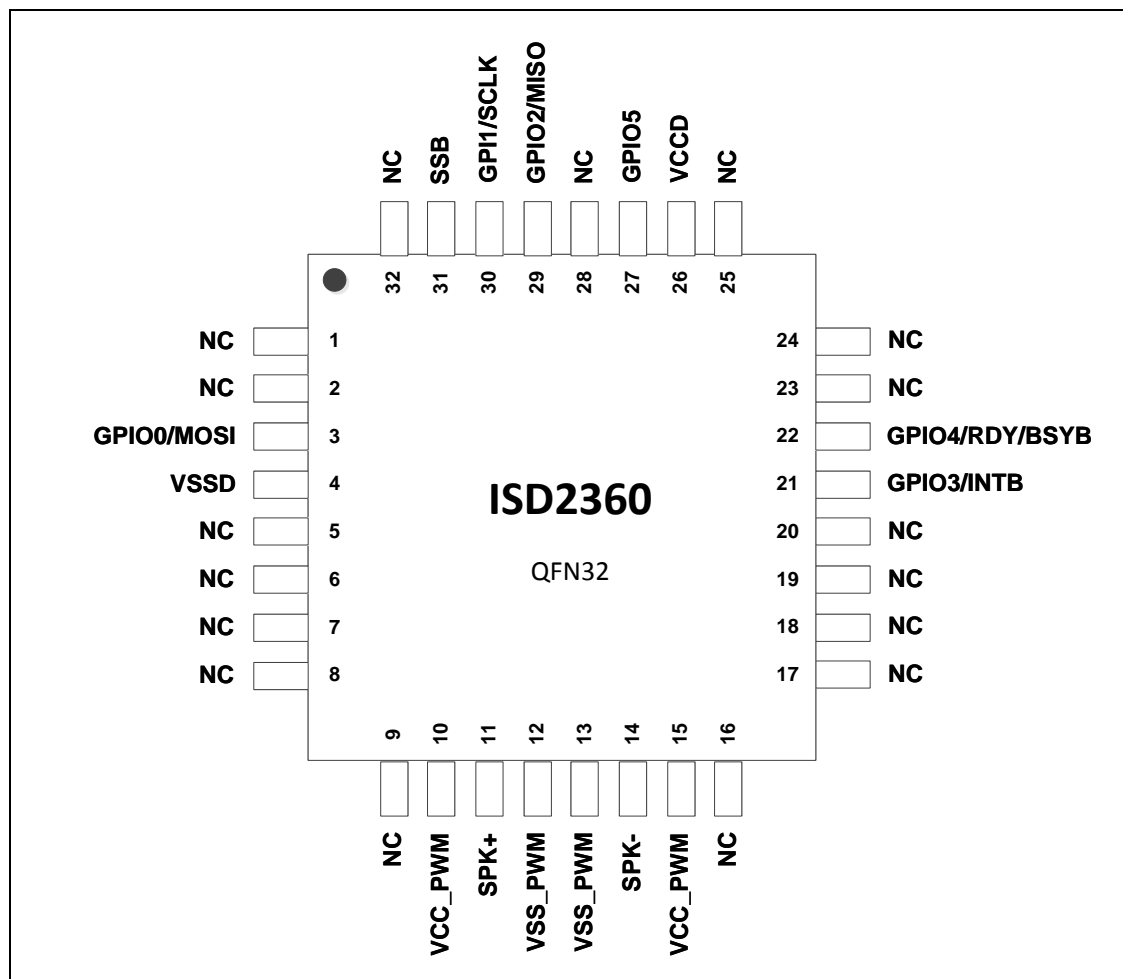 NC
SSB
GPI1/SCLK
GPIO2/MISO
NC
GPIO5
VCCD
NC
32
31
30
29
28
27
26
25
NC 1
NC 2
GPIO0/MOSI 3
VSSD 4
NC 5
NC 6
NC 7
NC 8
ISD2360
QFN32
24 NC
23 NC
22 GPIO4/RDY/BSYB
21 GPIO3/INTB
20 NC
19 NC
18 NC
17 NC
9
10
11
12
13
14
15
16
NC
VCC_PWM
SPK+
VSS_PWM
VSS_PWM
SPK-
VCC_PWM
NC